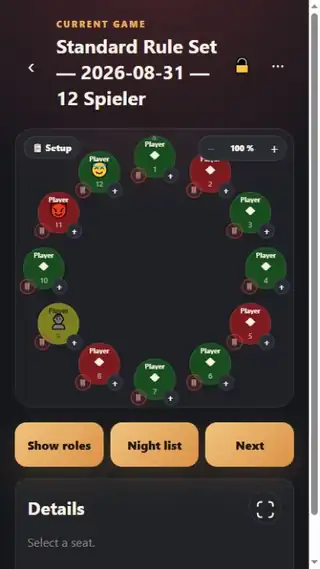 CURRENT GAME
Standard Rule Set
— 2026-08-31 —
12 Spieler
Setup
100 %
Player
1
Player
2
Player
3
Player
4
Player
5
Player
6
Player
7
Player
8
Player
9
Player
10
Player
11
Player
12
Show roles
Night list
Next
Details
Select a seat.